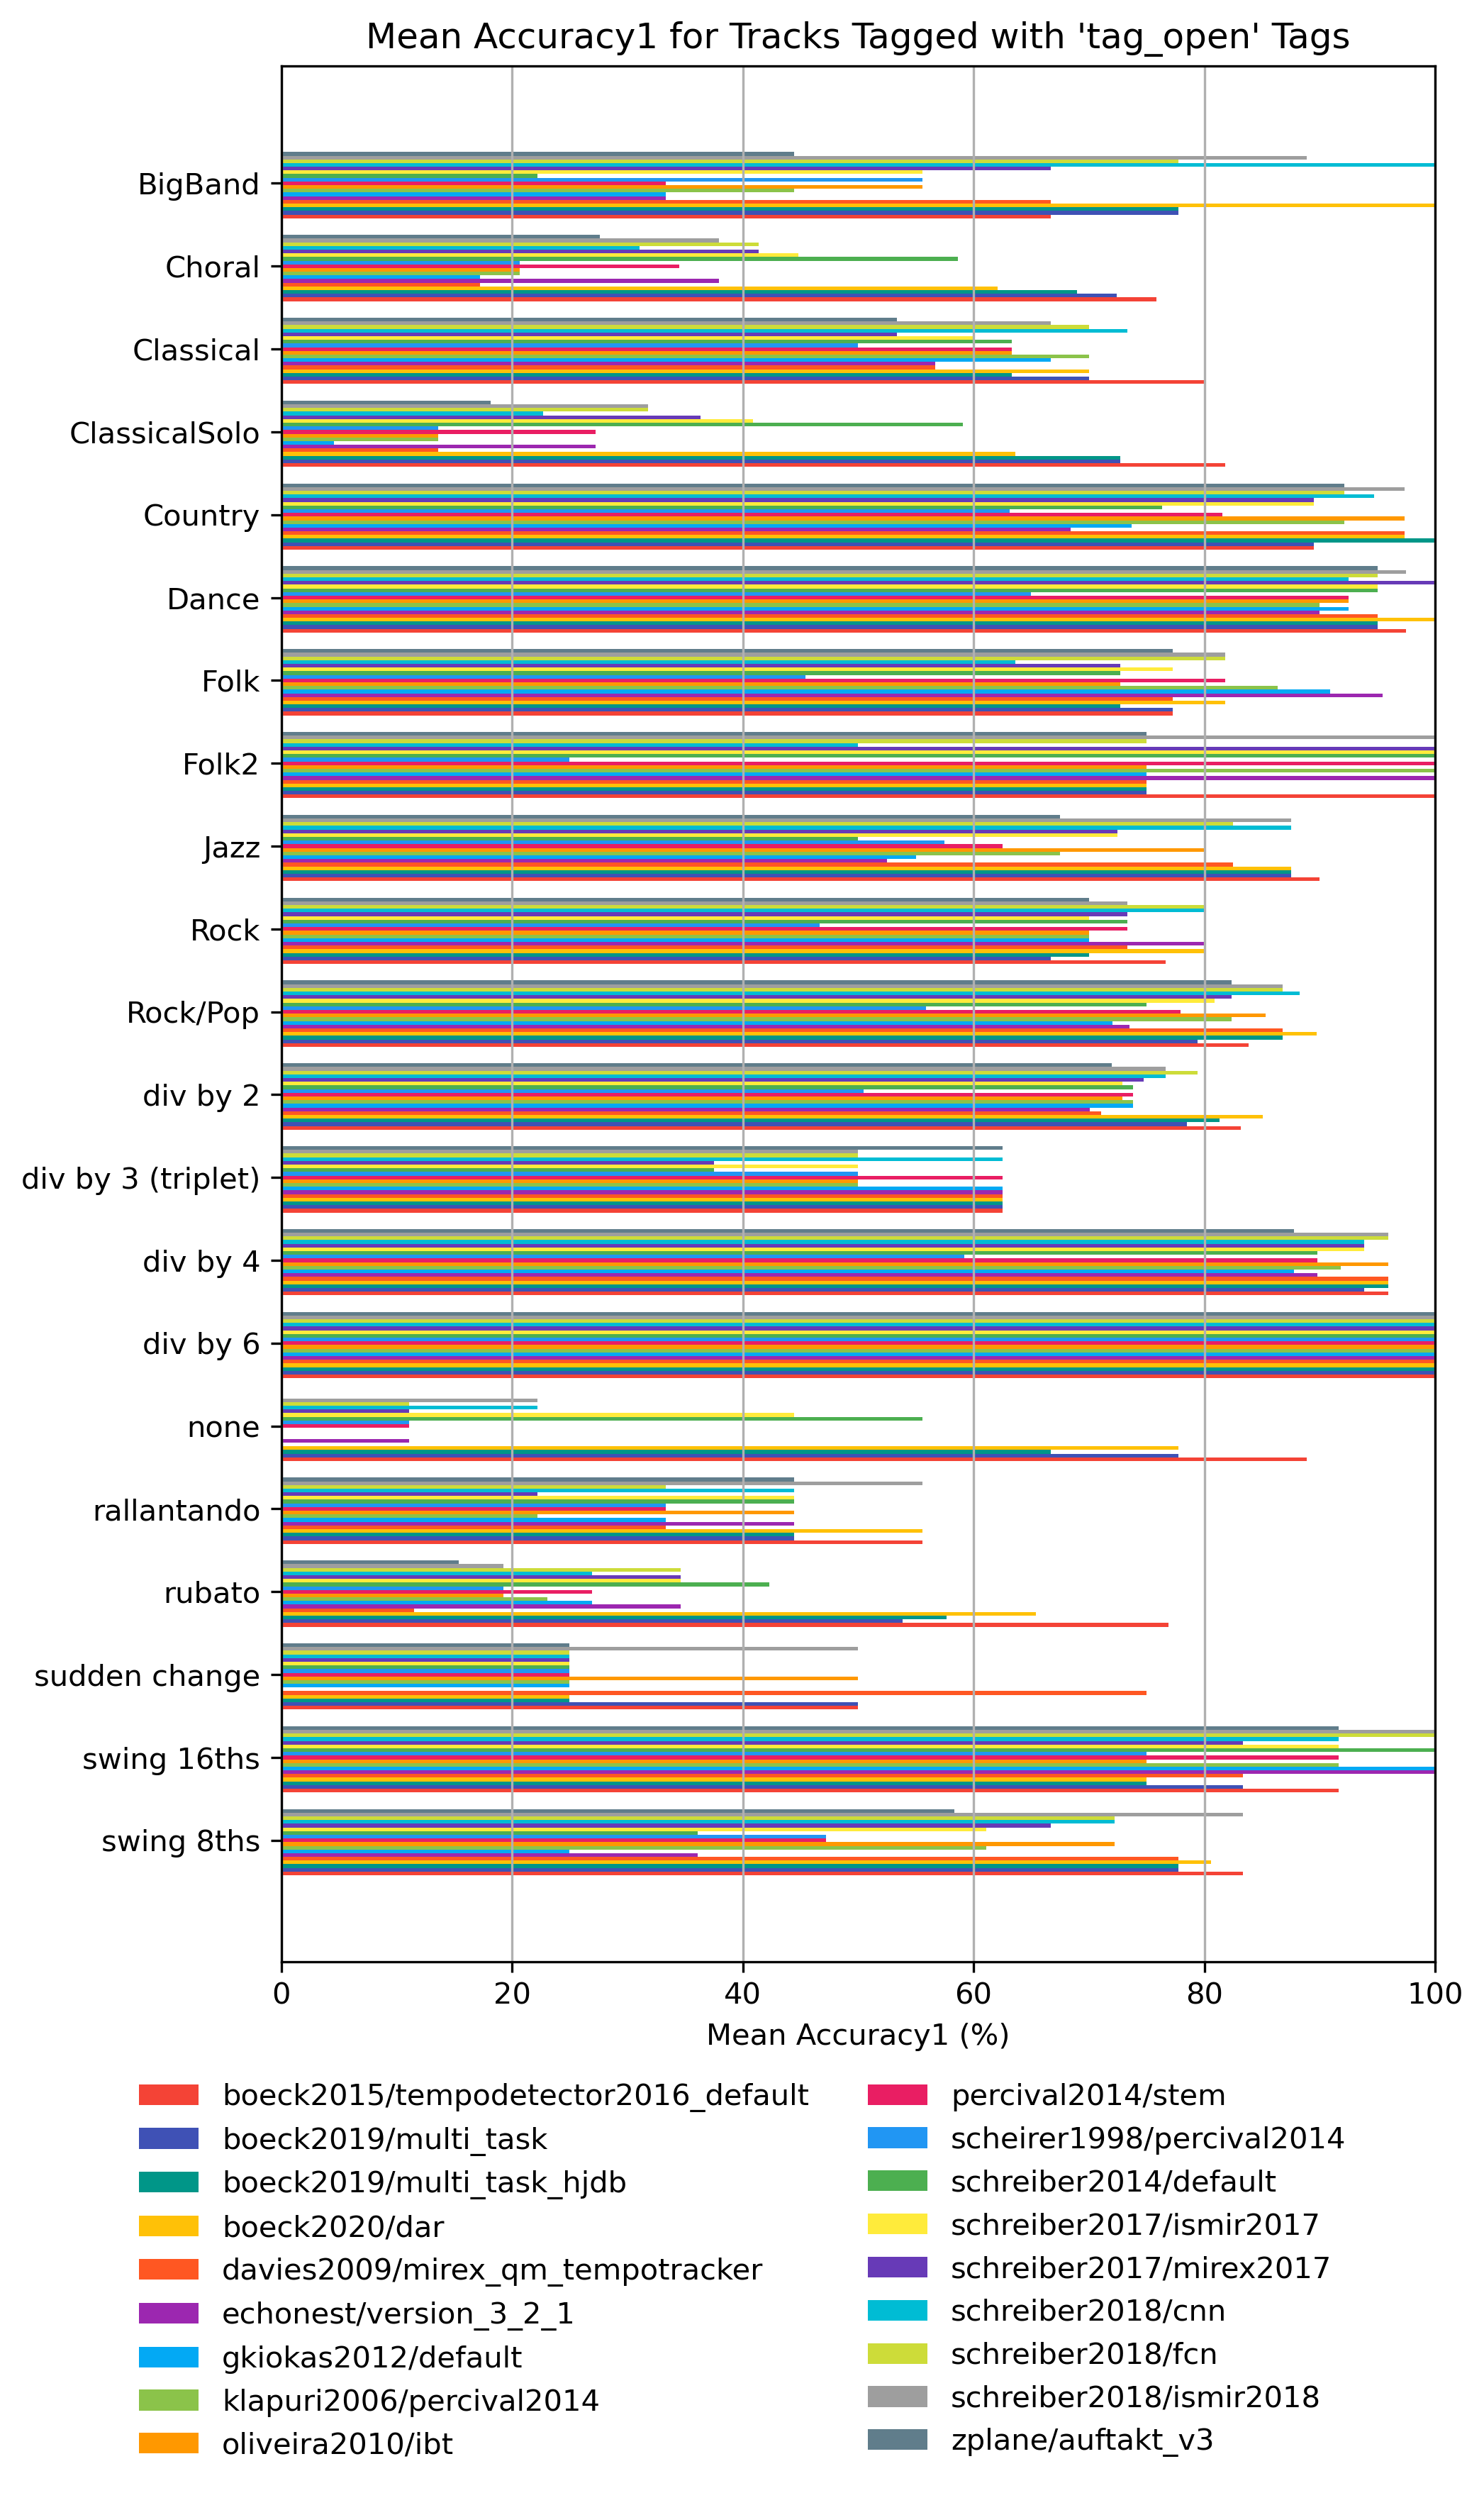 Mean Accuracy1 for Tracks Tagged with 'tag_open' Tags
BigBand
Choral
Classical
ClassicalSolo
Country
Dance
Folk
Folk2
Jazz
Rock
Rock/Pop
div by 2
div by 3 (triplet)
div by 4
div by 6
none
rallantando
rubato
sudden change
swing 16ths
swing 8ths
0 20 40 60 80 100
Mean Accuracy1 (%)
boeck2015/tempodetector2016_default
boeck2019/multi_task
boeck2019/multi_task_hjdb
boeck2020/dar
davies2009/mirex_qm_tempotracker
echonest/version_3_2_1
gkiokas2012/default
klapuri2006/percival2014
oliveira2010/ibt
percival2014/stem
scheirer1998/percival2014
schreiber2014/default
schreiber2017/ismir2017
schreiber2017/mirex2017
schreiber2018/cnn
schreiber2018/fcn
schreiber2018/ismir2018
zplane/auftakt_v3